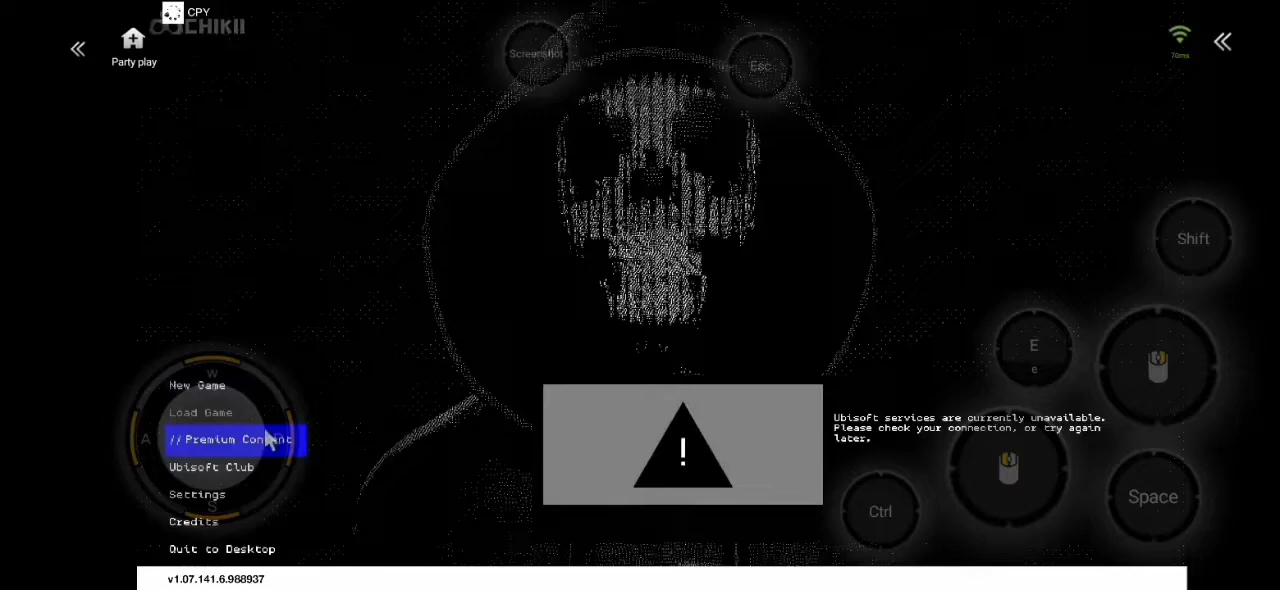 CPY
CHIKII
Party play
70ms
Screenshot
Esc
Shift
W
A
S
E
e
Ctrl
Space
New Game
Load Game
// Premium Content
Ubisoft Club
Settings
Credits
Quit to Desktop
Ubisoft services are currently unavailable.
Please check your connection, or try again
later.
!
v1.07.141.6.988937